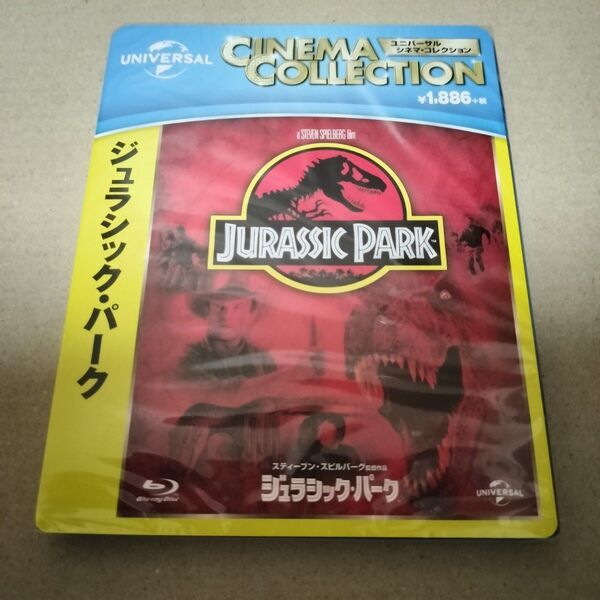 UNIVERSAL
CINEMA
COLLECTION
ユニバーサル
シネマ・コレクション
¥1,886+税
ジュラシック・パーク
a STEVEN SPIELBERG film
JURASSIC PARK™
スティーブン・スピルバーグ監督作品
ジュラシック・パーク
Blu-ray Disc
UNIVERSAL